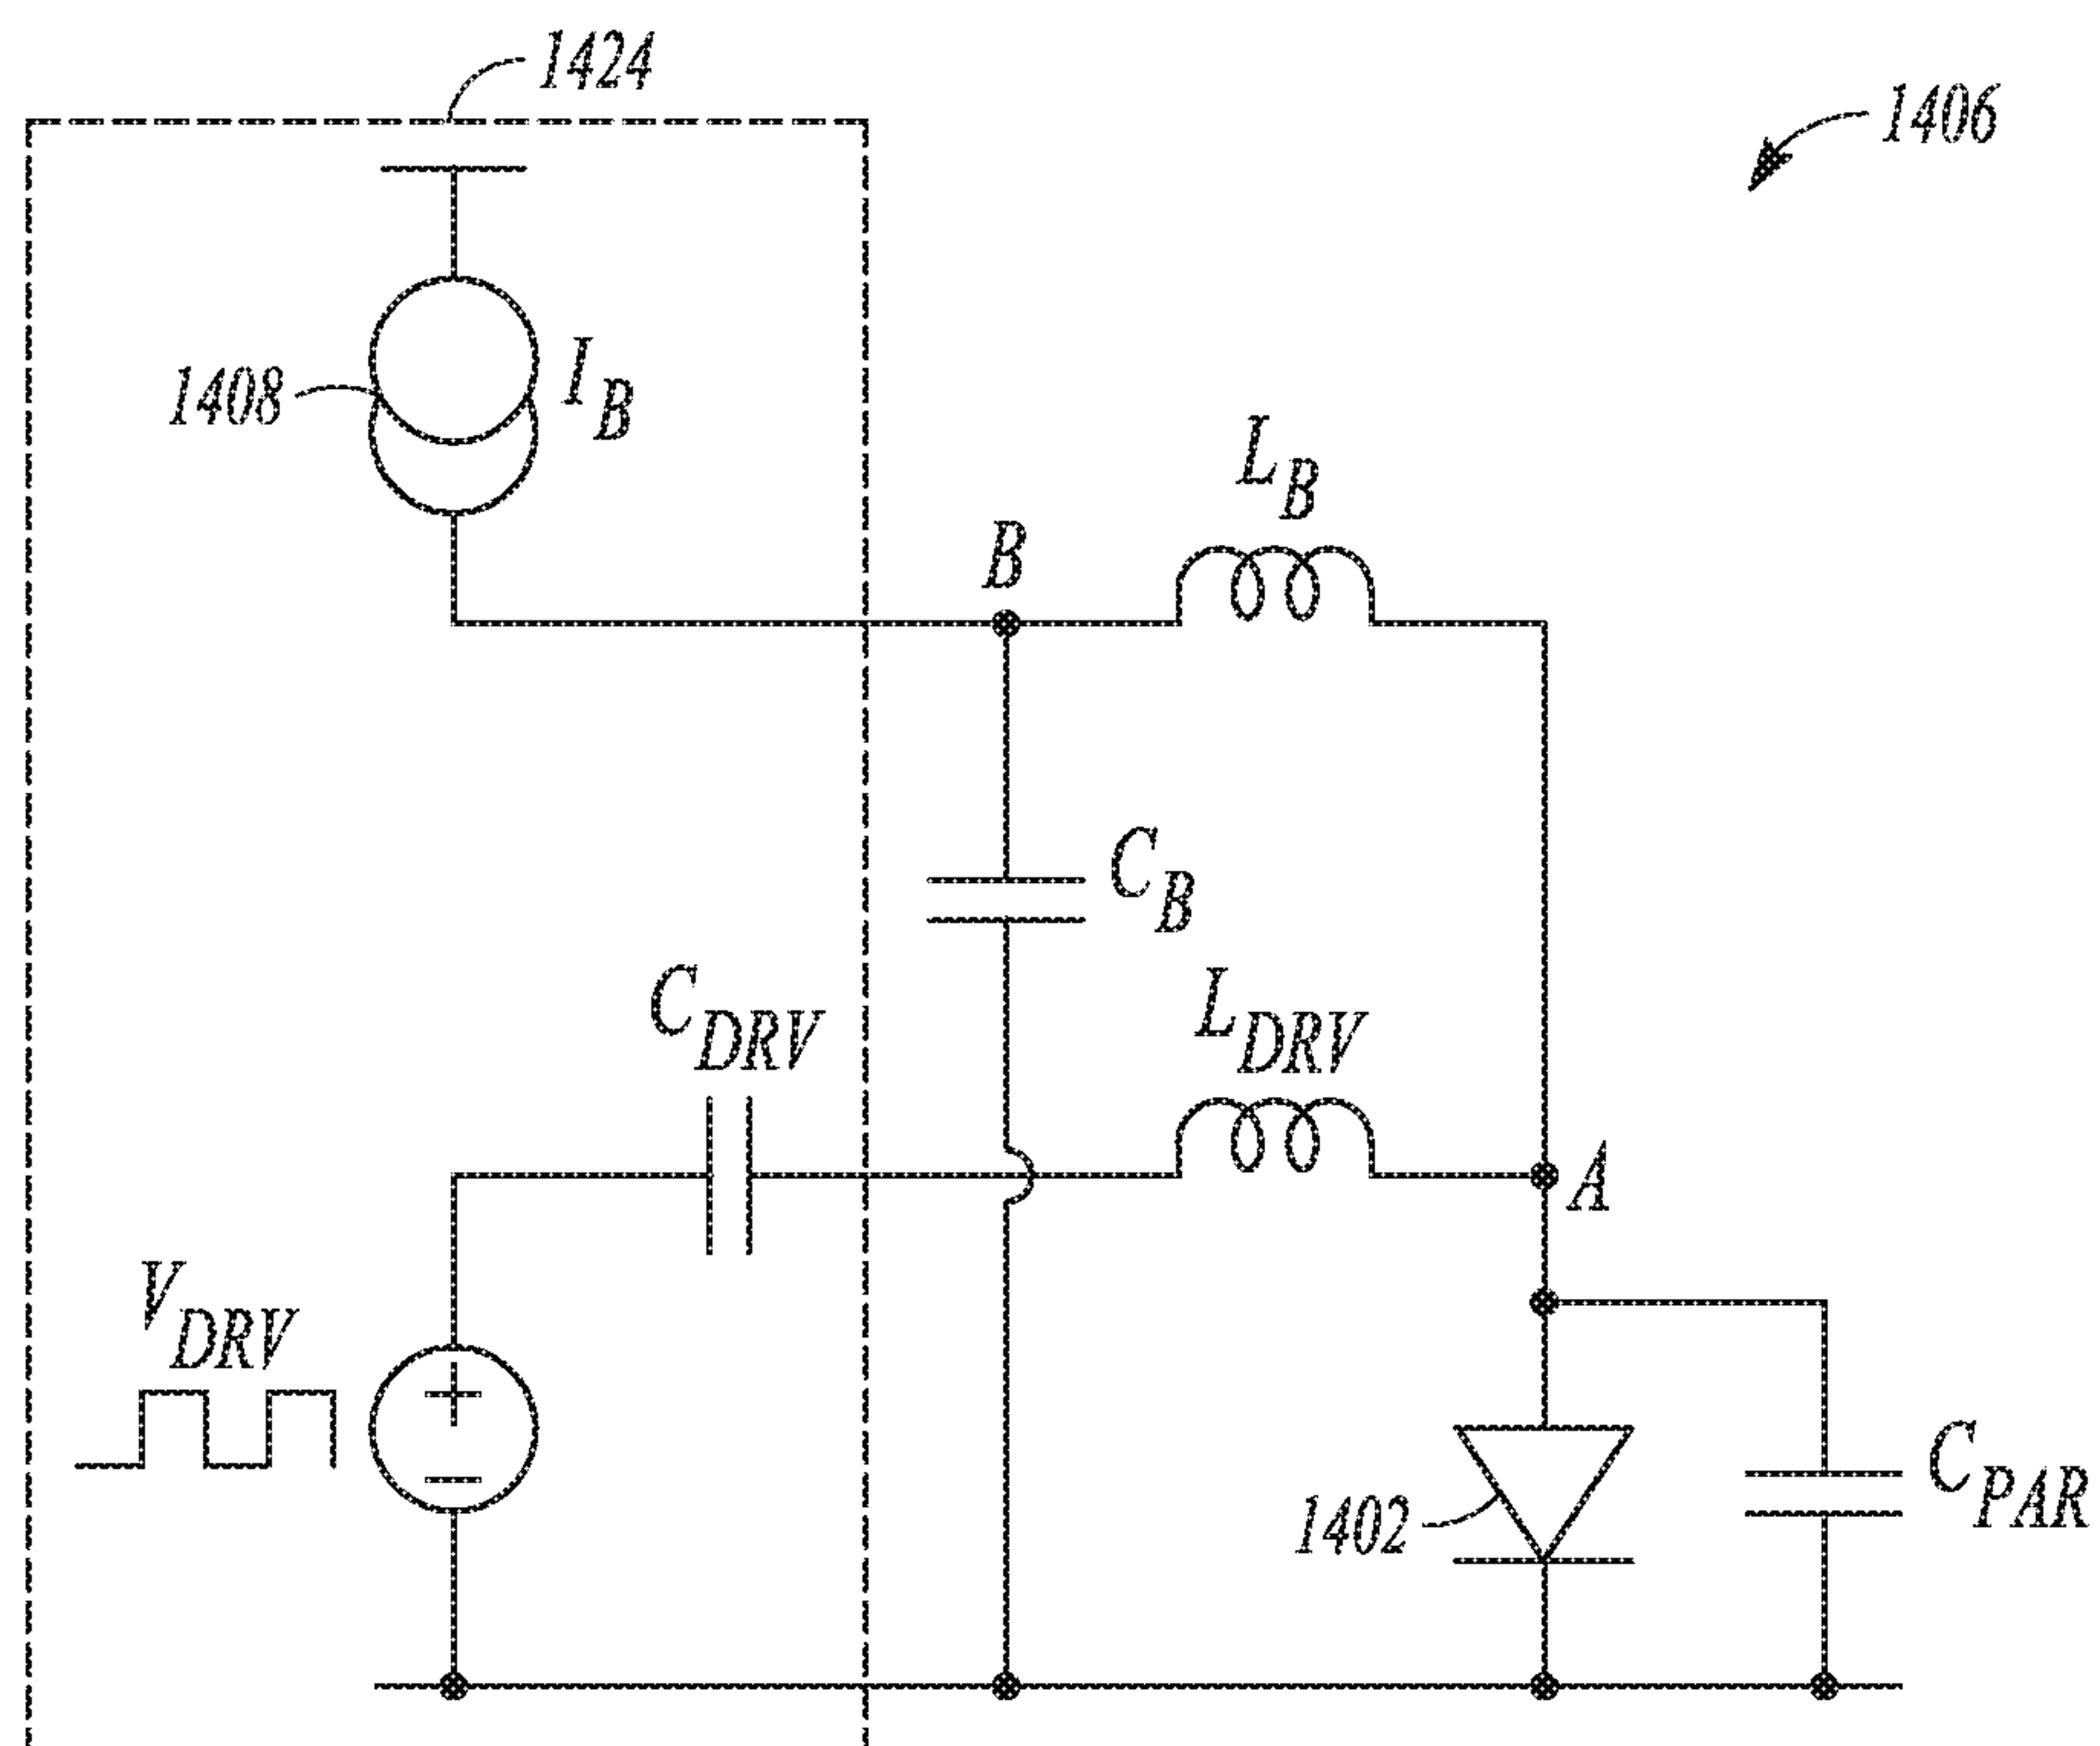 1424
1406
1408
I_B
L_B
B
C_B
C_DRV
L_DRV
A
V_DRV
+
−
1402
C_PAR